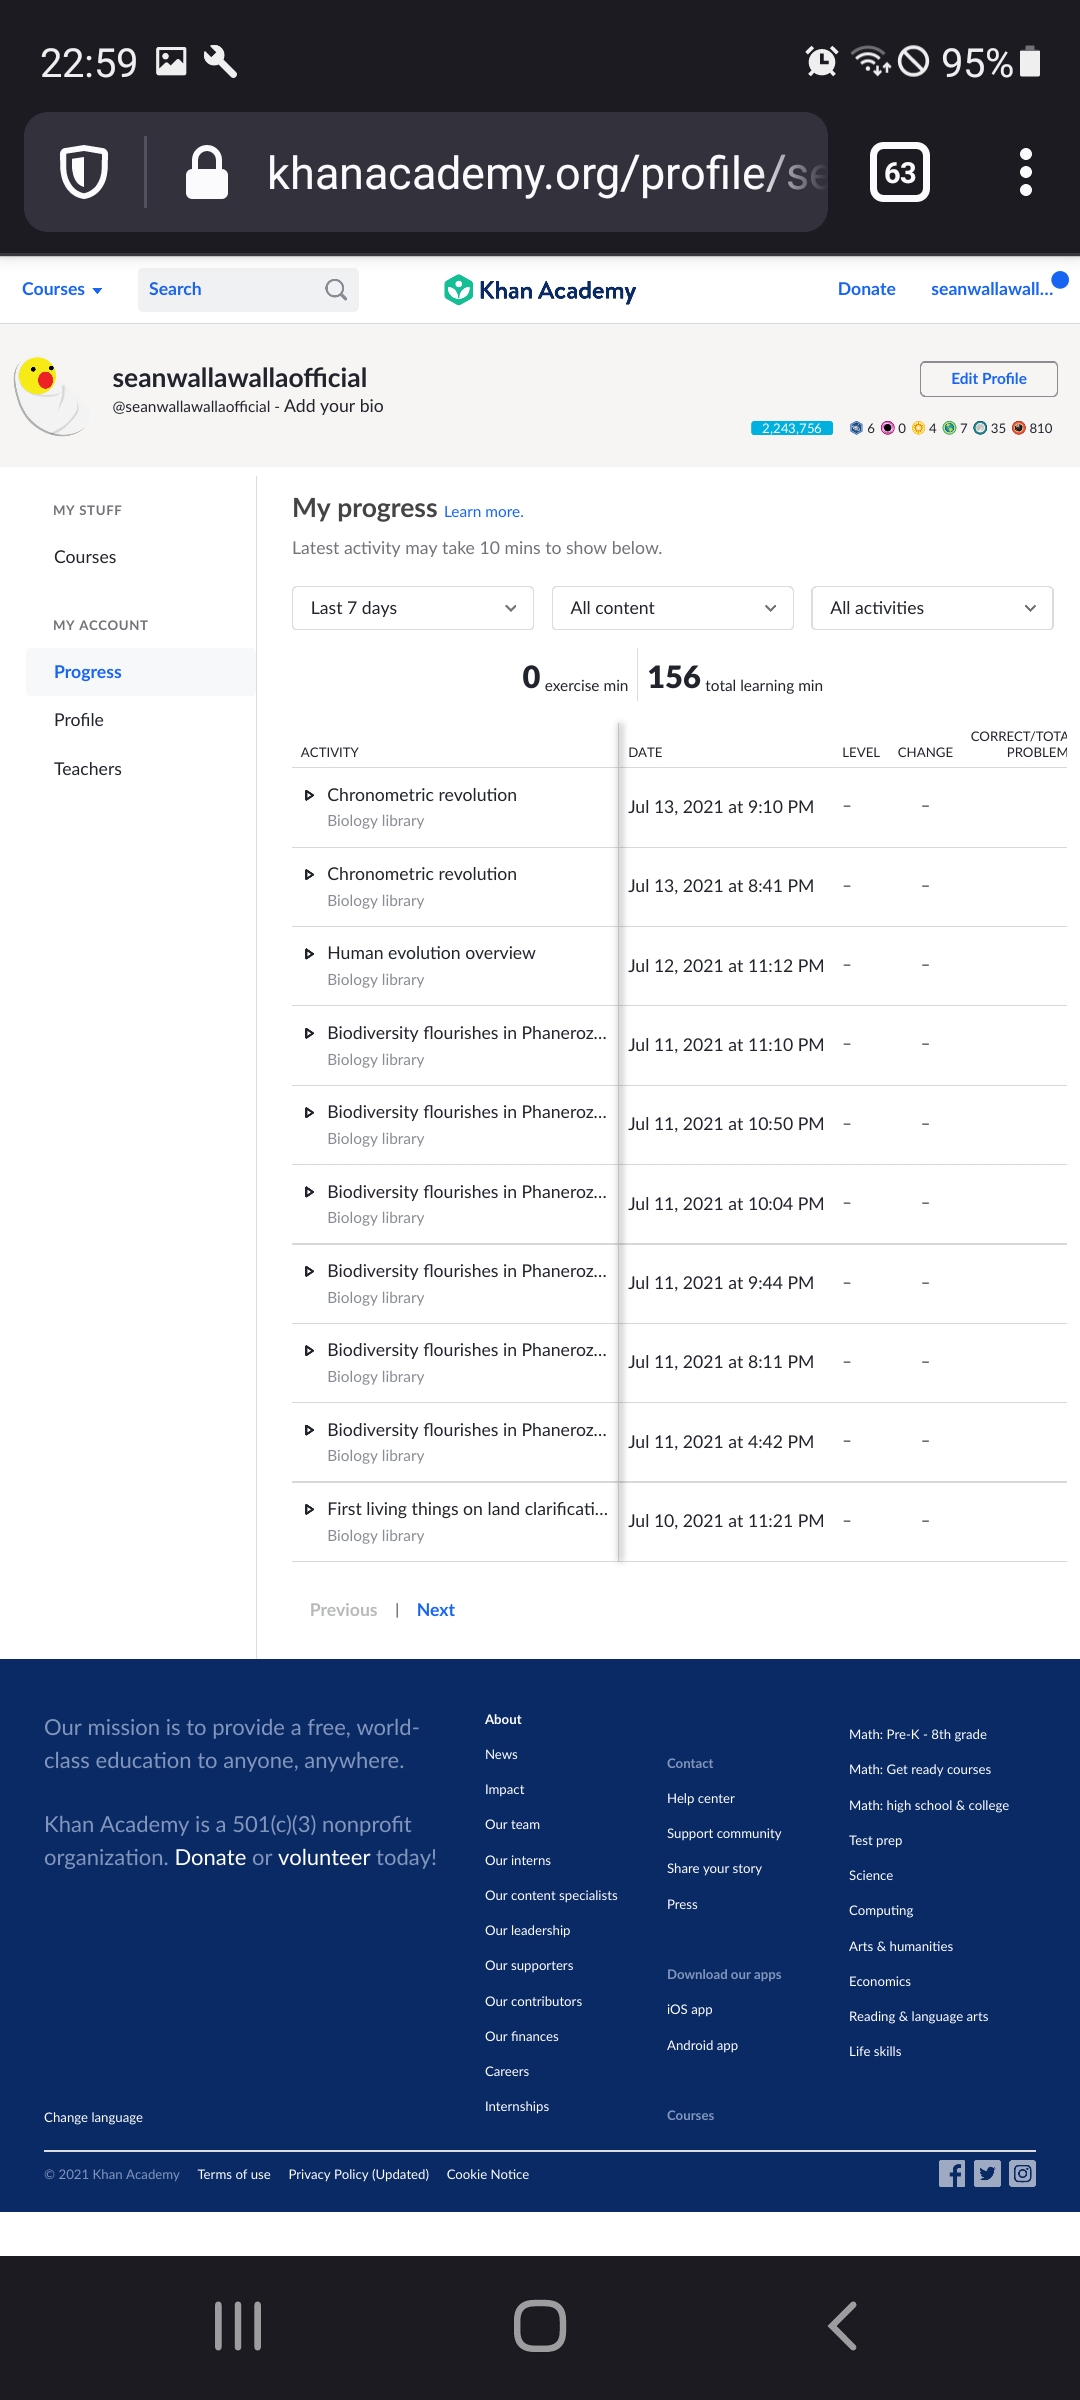 22:59
95%
khanacademy.org/profile/se
63
Courses
Search
Khan Academy
Donate
seanwallawall...
seanwallawallaofficial
@seanwallawallaofficial - Add your bio
Edit Profile
2,243,756
6 0 4 7 35 810
MY STUFF
Courses
MY ACCOUNT
Progress
Profile
Teachers
My progress Learn more.
Latest activity may take 10 mins to show below.
Last 7 days
All content
All activities
0 exercise min
156 total learning min
ACTIVITY DATE LEVEL CHANGE CORRECT/TOTA
PROBLEM
Chronometric revolution
Biology library
Jul 13, 2021 at 9:10 PM – –
Chronometric revolution
Biology library
Jul 13, 2021 at 8:41 PM – –
Human evolution overview
Biology library
Jul 12, 2021 at 11:12 PM – –
Biodiversity flourishes in Phaneroz...
Biology library
Jul 11, 2021 at 11:10 PM – –
Biodiversity flourishes in Phaneroz...
Biology library
Jul 11, 2021 at 10:50 PM – –
Biodiversity flourishes in Phaneroz...
Biology library
Jul 11, 2021 at 10:04 PM – –
Biodiversity flourishes in Phaneroz...
Biology library
Jul 11, 2021 at 9:44 PM – –
Biodiversity flourishes in Phaneroz...
Biology library
Jul 11, 2021 at 8:11 PM – –
Biodiversity flourishes in Phaneroz...
Biology library
Jul 11, 2021 at 4:42 PM – –
First living things on land clarificati...
Biology library
Jul 10, 2021 at 11:21 PM – –
Previous | Next
Our mission is to provide a free, world-
class education to anyone, anywhere.
Khan Academy is a 501(c)(3) nonprofit
organization. Donate or volunteer today!
Change language
About
News
Impact
Our team
Our interns
Our content specialists
Our leadership
Our supporters
Our contributors
Our finances
Careers
Internships
Contact
Help center
Support community
Share your story
Press
Download our apps
iOS app
Android app
Courses
Math: Pre-K - 8th grade
Math: Get ready courses
Math: high school & college
Test prep
Science
Computing
Arts & humanities
Economics
Reading & language arts
Life skills
© 2021 Khan Academy Terms of use Privacy Policy (Updated) Cookie Notice